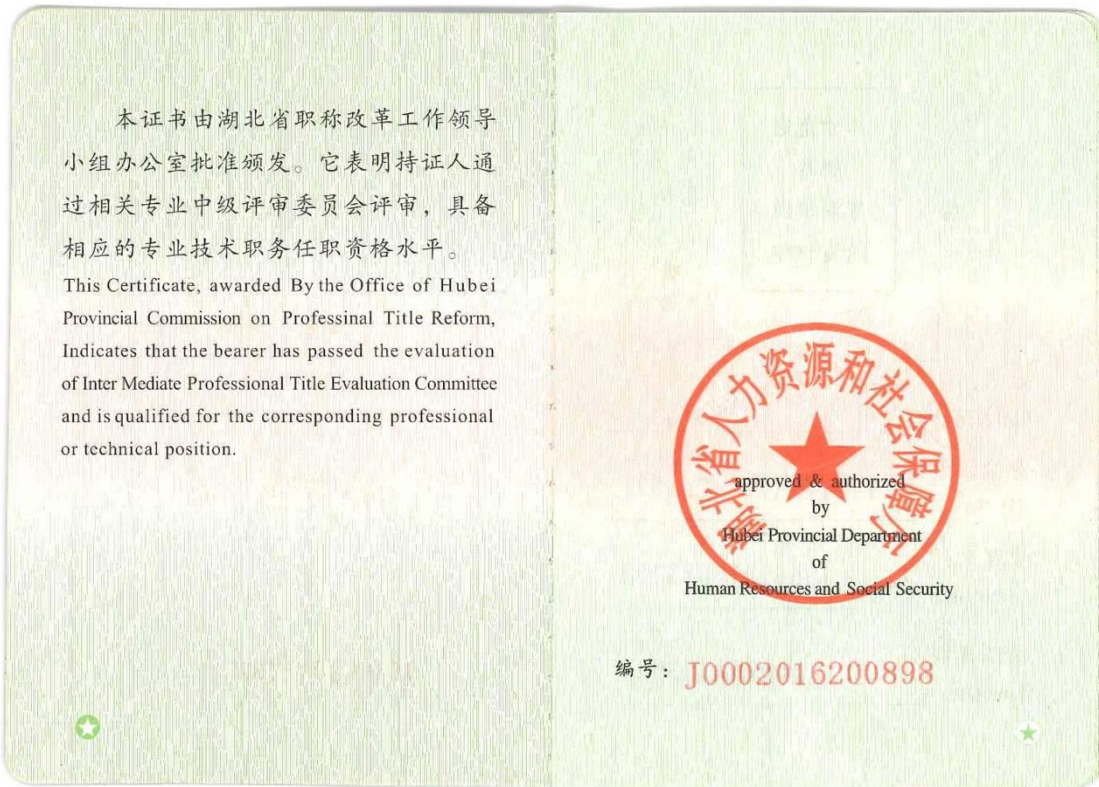 本证书由湖北省职称改革工作领导
小组办公室批准颁发。它表明持证人通
过相关专业中级评审委员会评审，具备
相应的专业技术职务任职资格水平。
This Certificate, awarded By the Office of Hubei
Provincial Commission on Professinal Title Reform,
Indicates that the bearer has passed the evaluation
of Inter Mediate Professional Title Evaluation Committee
and is qualified for the corresponding professional
or technical position.
湖北省人力资源和社会保障厅
approved & authorized
by
Hubei Provincial Department
of
Human Resources and Social Security
编号：J0002016200898